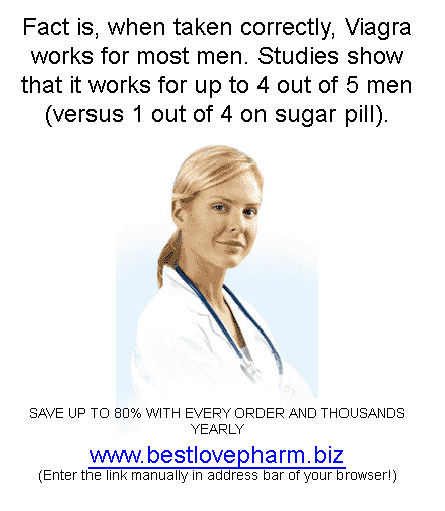 Fact is, when taken correctly, Viagra
works for most men. Studies show
that it works for up to 4 out of 5 men
(versus 1 out of 4 on sugar pill).
SAVE UP TO 80% WITH EVERY ORDER AND THOUSANDS
YEARLY
www.bestlovepharm.biz
(Enter the link manually in address bar of your browser!)